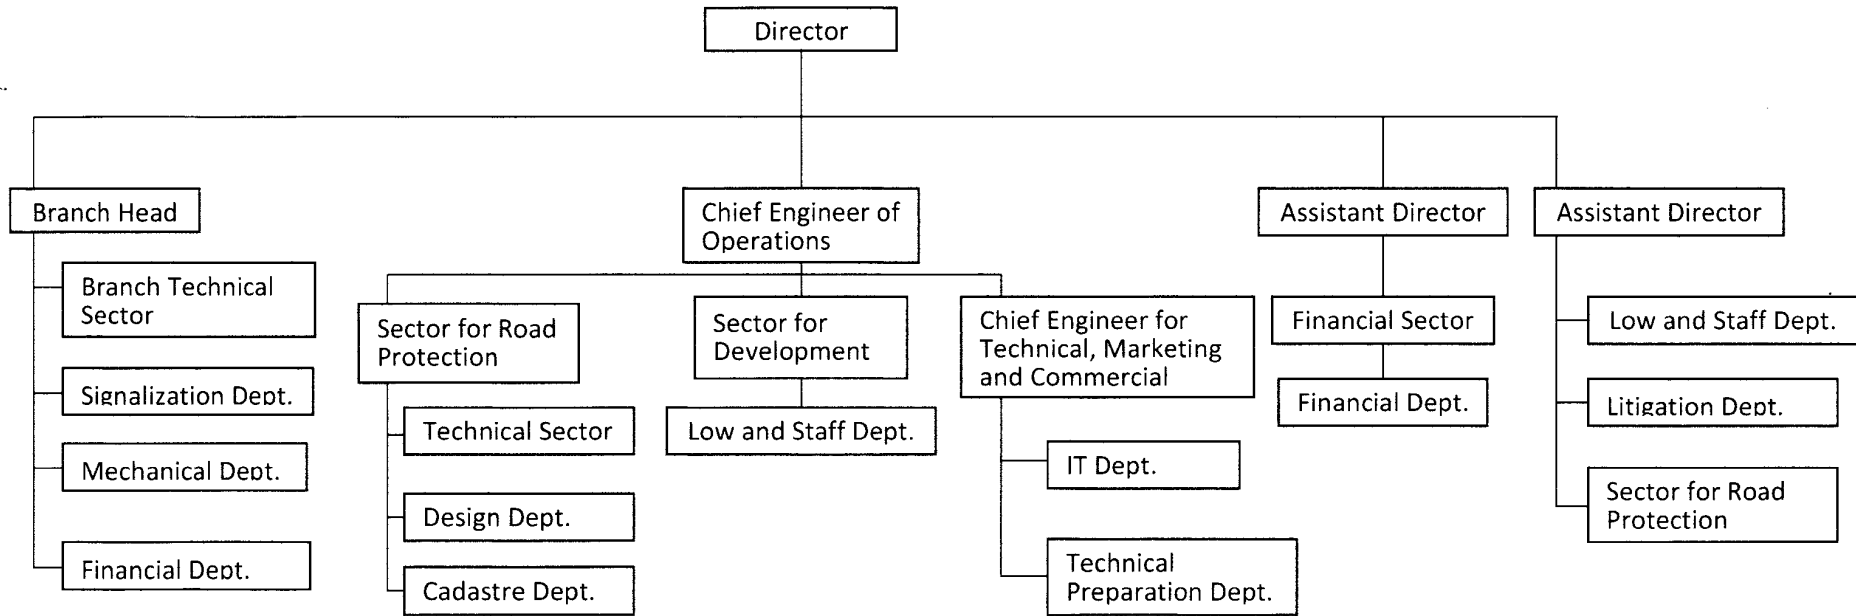 Director
Branch Head
Branch Technical
Sector
Signalization Dept.
Mechanical Dept.
Financial Dept.
Chief Engineer of
Operations
Sector for Road
Protection
Technical Sector
Design Dept.
Cadastre Dept.
Sector for
Development
Low and Staff Dept.
Chief Engineer for
Technical, Marketing
and Commercial
IT Dept.
Technical
Preparation Dept.
Assistant Director
Financial Sector
Financial Dept.
Assistant Director
Low and Staff Dept.
Litigation Dept.
Sector for Road
Protection